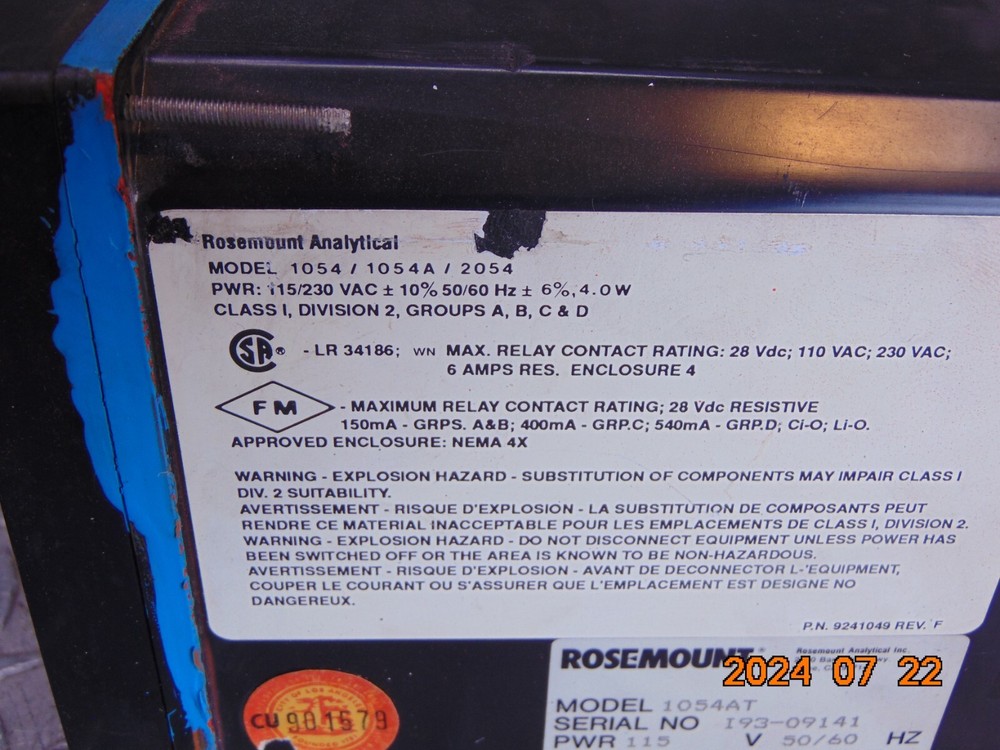 Rosemount Analytical
MODEL 1054 / 1054A / 2054
PWR: 115/230 VAC ± 10% 50/60 Hz ± 6%, 4.0 W
CLASS I, DIVISION 2, GROUPS A, B, C & D
SA® - LR 34186; WN MAX. RELAY CONTACT RATING: 28 Vdc; 110 VAC; 230 VAC;
6 AMPS RES. ENCLOSURE 4
FM - MAXIMUM RELAY CONTACT RATING; 28 Vdc RESISTIVE
150mA - GRPS. A&B; 400mA - GRP.C; 540mA - GRP.D; Ci-O; Li-O.
APPROVED ENCLOSURE: NEMA 4X
WARNING - EXPLOSION HAZARD - SUBSTITUTION OF COMPONENTS MAY IMPAIR CLASS I
DIV. 2 SUITABILITY.
AVERTISSEMENT - RISQUE D'EXPLOSION - LA SUBSTITUTION DE COMPOSANTS PEUT
RENDRE CE MATERIAL INACCEPTABLE POUR LES EMPLACEMENTS DE CLASS I, DIVISION 2.
WARNING - EXPLOSION HAZARD - DO NOT DISCONNECT EQUIPMENT UNLESS POWER HAS
BEEN SWITCHED OFF OR THE AREA IS KNOWN TO BE NON-HAZARDOUS.
AVERTISSEMENT - RISQUE D'EXPLOSION - AVANT DE DECONNECTOR L-'EQUIPMENT,
COUPER LE COURANT OU S'ASSURER QUE L'EMPLACEMENT EST DESIGNE NO
DANGEREUX.
P.N. 9241049 REV. F
ROSEMOUNT® Rosemount Analytical Inc.
2024 07 22
MODEL 1054AT
SERIAL NO I93-09141
PWR 115 V 50/60 HZ
CITY OF LOS ANGELES
CU 901579